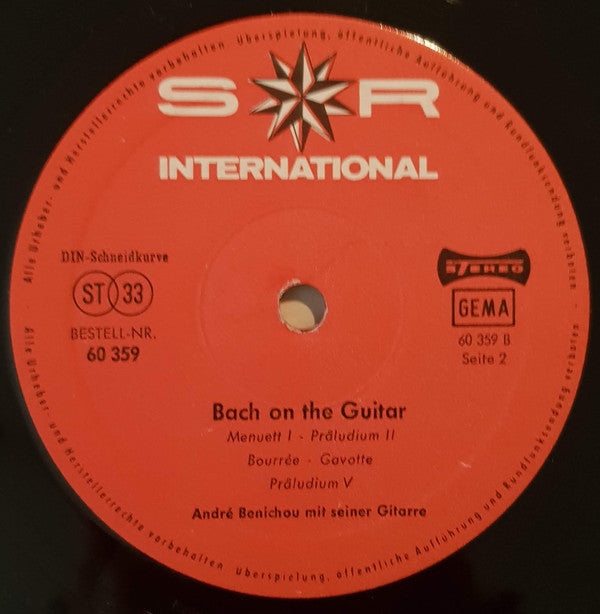 Alle Urheber- und Herstellerrechte vorbehalten. Überspielung, öffentliche Aufführung und Rundfunksendung verboten.
S R
INTERNATIONAL
DIN-Schneidkurve
ST 33
BESTELL-NR.
60 359
STEREO
GEMA
60 359 B
Seite 2
Bach on the Guitar
Menuett I - Präludium II
Bourrée - Gavotte
Präludium V
André Benichou mit seiner Gitarre
Alle Urheber- und Herstellerrechte vorbehalten. Überspielung, öffentliche Aufführung und Rundfunksendung verboten.